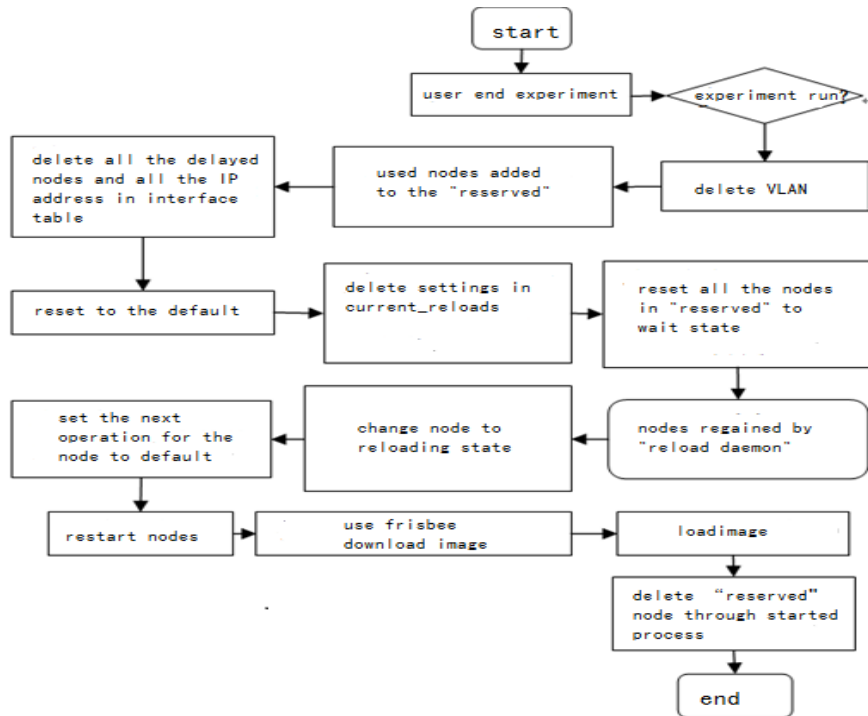 start
user end experiment
experiment run?
delete VLAN
used nodes added
to the "reserved"
delete all the delayed
nodes and all the IP
address in interface
table
reset to the default
delete settings in
current_reloads
reset all the nodes
in "reserved" to
wait state
nodes regained by
"reload daemon"
change node to
reloading state
set the next
operation for the
node to default
restart nodes
use frisbee
download image
loadimage
delete “reserved”
node through started
process
end